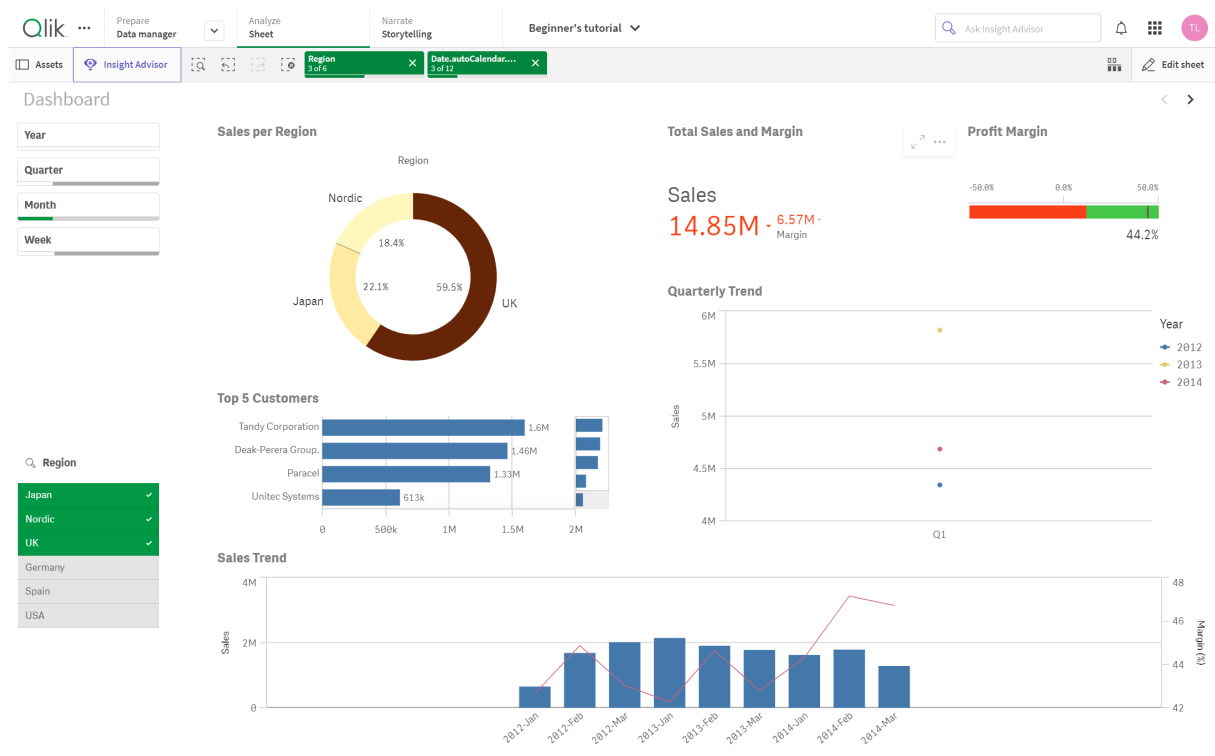 Qlik
Prepare
Data manager
Analyze
Sheet
Narrate
Storytelling
Beginner's tutorial
Ask Insight Advisor
TL
Assets
Insight Advisor
Region
3 of 6
Date.autoCalendar....
3 of 12
Edit sheet
Dashboard
Year
Quarter
Month
Week
Region
Japan
Nordic
UK
Germany
Spain
USA
Sales per Region
Region
Nordic
18.4%
22.1%
59.5%
Japan
UK
Total Sales and Margin
Sales
14.85M
6.57M
Margin
Profit Margin
-50.0%
0.0%
50.0%
44.2%
Top 5 Customers
Tandy Corporation
1.6M
Deak-Perera Group.
1.46M
Paracel
1.33M
Unitec Systems
613k
0
500k
1M
1.5M
2M
Quarterly Trend
6M
5.5M
5M
4.5M
4M
Sales
Q1
Year
2012
2013
2014
Sales Trend
4M
2M
0
Sales
48
46
44
42
Margin (%)
2012-Jan
2012-Feb
2012-Mar
2013-Jan
2013-Feb
2013-Mar
2014-Jan
2014-Feb
2014-Mar